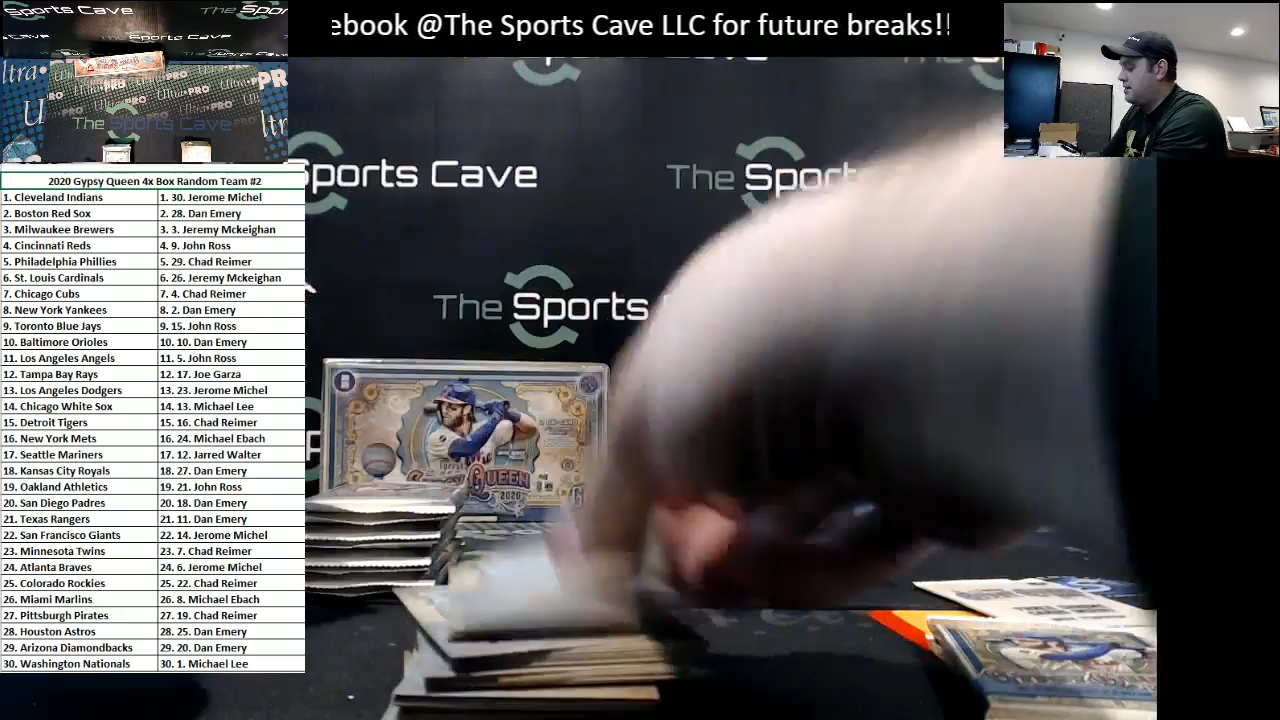 ebook @The Sports Cave LLC for future breaks!!
The Sports Cave
2020 Gypsy Queen 4x Box Random Team #2
1. Cleveland Indians 1. 30. Jerome Michel
2. Boston Red Sox 2. 28. Dan Emery
3. Milwaukee Brewers 3. 3. Jeremy Mckeighan
4. Cincinnati Reds 4. 9. John Ross
5. Philadelphia Phillies 5. 29. Chad Reimer
6. St. Louis Cardinals 6. 26. Jeremy Mckeighan
7. Chicago Cubs 7. 4. Chad Reimer
8. New York Yankees 8. 2. Dan Emery
9. Toronto Blue Jays 9. 15. John Ross
10. Baltimore Orioles 10. 10. Dan Emery
11. Los Angeles Angels 11. 5. John Ross
12. Tampa Bay Rays 12. 17. Joe Garza
13. Los Angeles Dodgers 13. 23. Jerome Michel
14. Chicago White Sox 14. 13. Michael Lee
15. Detroit Tigers 15. 16. Chad Reimer
16. New York Mets 16. 24. Michael Ebach
17. Seattle Mariners 17. 12. Jarred Walter
18. Kansas City Royals 18. 27. Dan Emery
19. Oakland Athletics 19. 21. John Ross
20. San Diego Padres 20. 18. Dan Emery
21. Texas Rangers 21. 11. Dan Emery
22. San Francisco Giants 22. 14. Jerome Michel
23. Minnesota Twins 23. 7. Chad Reimer
24. Atlanta Braves 24. 6. Jerome Michel
25. Colorado Rockies 25. 22. Chad Reimer
26. Miami Marlins 26. 8. Michael Ebach
27. Pittsburgh Pirates 27. 19. Chad Reimer
28. Houston Astros 28. 25. Dan Emery
29. Arizona Diamondbacks 29. 20. Dan Emery
30. Washington Nationals 30. 1. Michael Lee
Sports Cave
The Spo
The Sports
Queen
2020